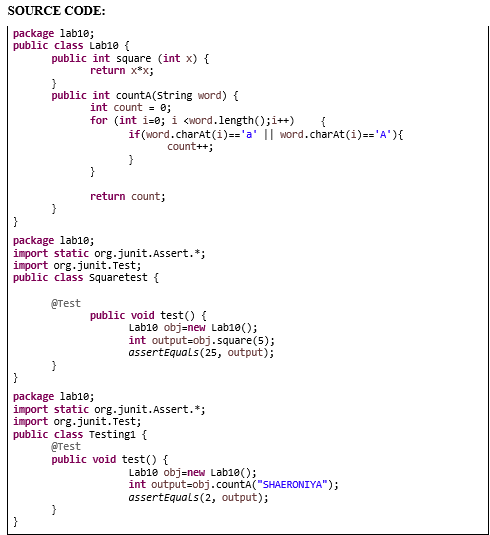 SOURCE CODE:
package lab10;
public class Lab10 {
public int square (int x) {
return x*x;
}
public int countA(String word) {
int count = 0;
for (int i=0; i <word.length();i++) {
if(word.charAt(i)=='a' || word.charAt(i)=='A'){
count++;
}
}
return count;
}
}
package lab10;
import static org.junit.Assert.*;
import org.junit.Test;
public class Squaretest {
@Test
public void test() {
Lab10 obj=new Lab10();
int output=obj.square(5);
assertEquals(25, output);
}
}
package lab10;
import static org.junit.Assert.*;
import org.junit.Test;
public class Testing1 {
@Test
public void test() {
Lab10 obj=new Lab10();
int output=obj.countA("SHAERONIYA");
assertEquals(2, output);
}
}